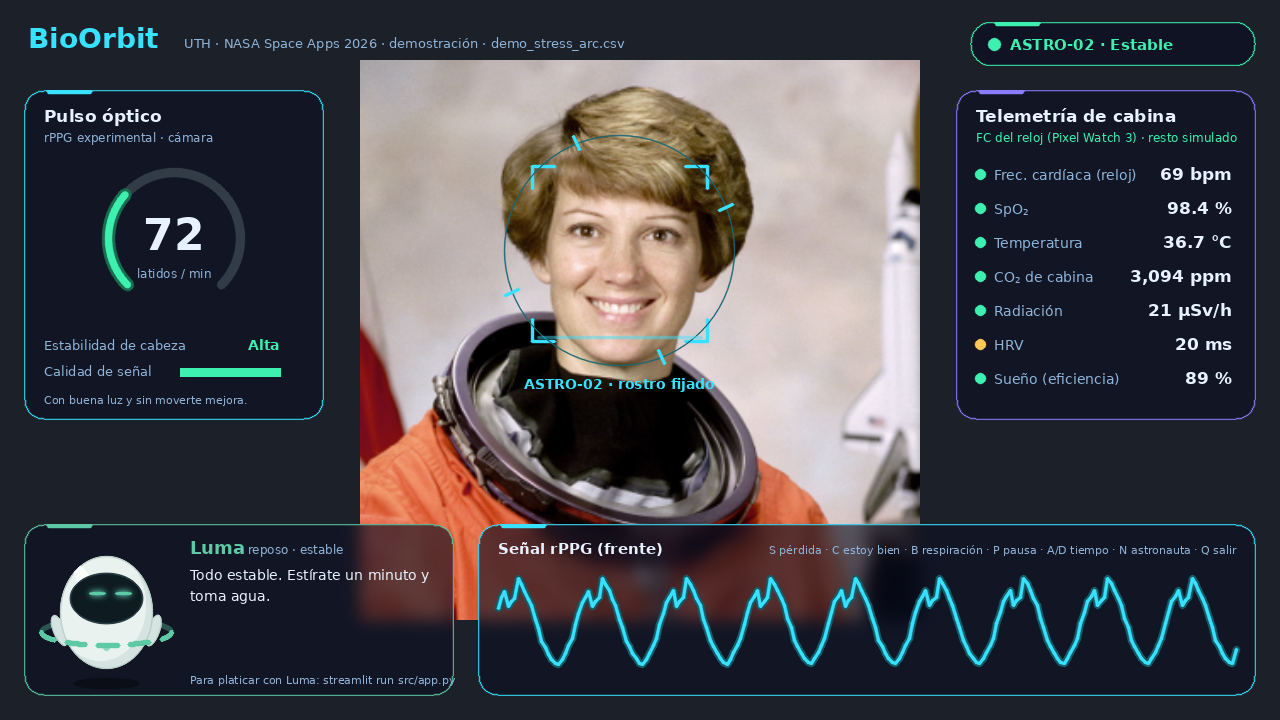 BioOrbit
UTH · NASA Space Apps 2026 · demostración · demo_stress_arc.csv
ASTRO-02 · Estable
Pulso óptico
rPPG experimental · cámara
72
latidos / min
Estabilidad de cabeza Alta
Calidad de señal
Con buena luz y sin moverte mejora.
ASTRO-02 · rostro fijado
Telemetría de cabina
FC del reloj (Pixel Watch 3) · resto simulado
Frec. cardíaca (reloj) 69 bpm
SpO₂ 98.4 %
Temperatura 36.7 °C
CO₂ de cabina 3,094 ppm
Radiación 21 µSv/h
HRV 20 ms
Sueño (eficiencia) 89 %
Luma reposo · estable
Todo estable. Estírate un minuto y
toma agua.
Para platicar con Luma: streamlit run src/app.py
Señal rPPG (frente)
S pérdida · C estoy bien · B respiración · P pausa · A/D tiempo · N astronauta · Q salir